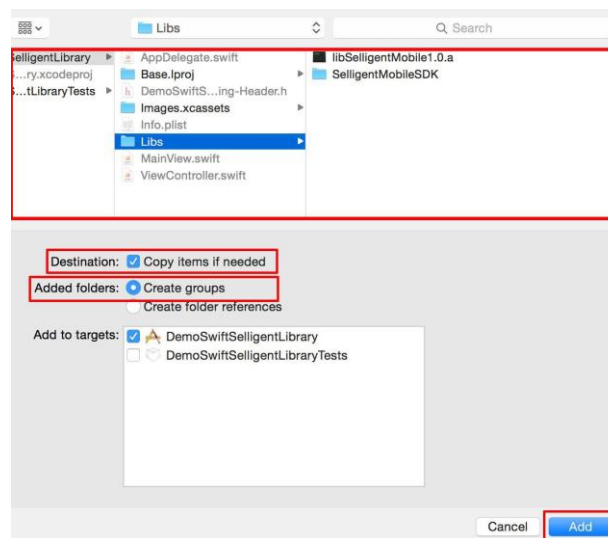 Libs
Search
elligentLibrary
S...ry.xcodeproj
S...tLibraryTests
AppDelegate.swift
Base.lproj
DemoSwiftS...ing-Header.h
Images.xcassets
Info.plist
Libs
MainView.swift
ViewController.swift
libSelligentMobile1.0.a
SelligentMobileSDK
Destination: Copy items if needed
Added folders: Create groups
Create folder references
Add to targets: DemoSwiftSelligentLibrary
DemoSwiftSelligentLibraryTests
Cancel Add